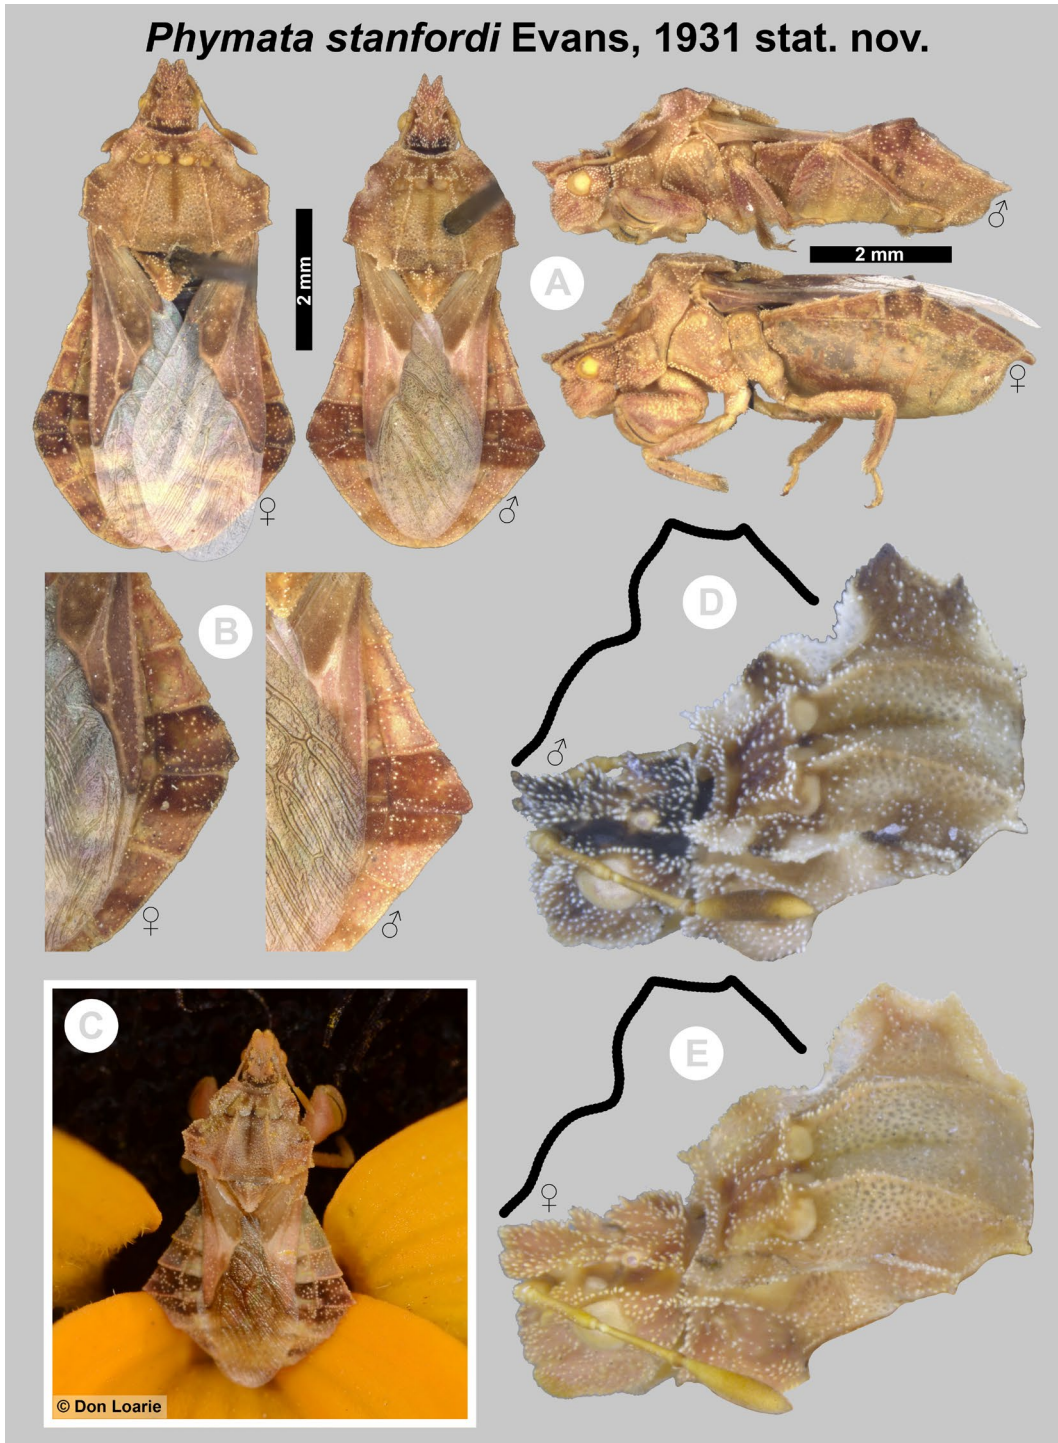 Phymata stanfordi Evans, 1931 stat. nov.
♂
2 mm
A
2 mm
♀
♀
♂
B
D
♂
♀
♂
C
E
♀
© Don Loarie